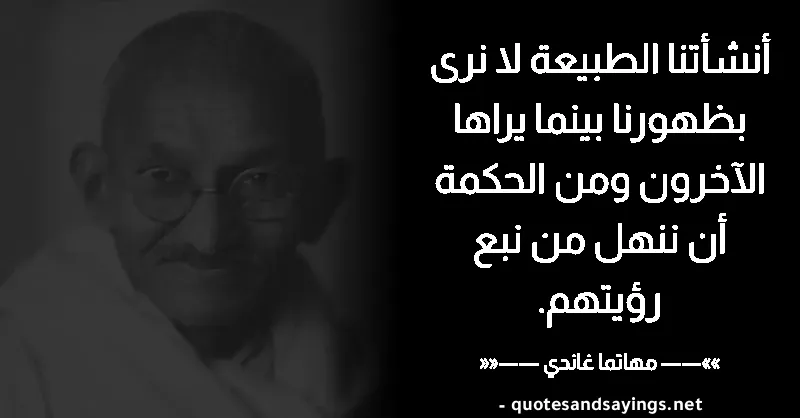 أنشأتنا الطبيعة لا نرى
بظهورنا بينما يراها
الآخرون ومن الحكمة
أن ننهل من نبع
رؤيتهم.
»»—— مهاتما غاندي ——««
- quotesandsayings.net